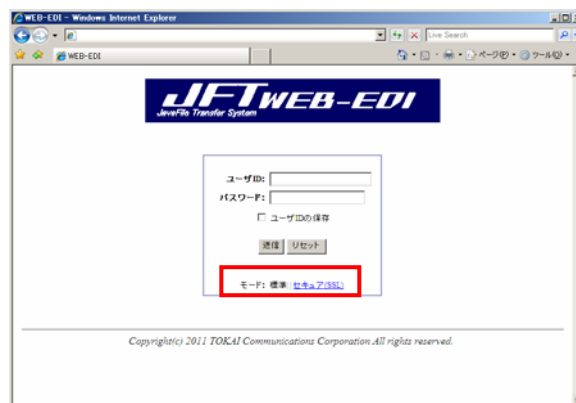 WEB-EDI - Windows Internet Explorer
Live Search
WEB-EDI
ページ(P)
ツール(O)
JFT WEB-EDI
JeveFile Transfer System
ユーザID:
パスワード:
ユーザIDの保存
送信 リセット
モード: 標準 | セキュア(SSL)
Copyright(c) 2011 TOKAI Communications Corporation All rights reserved.